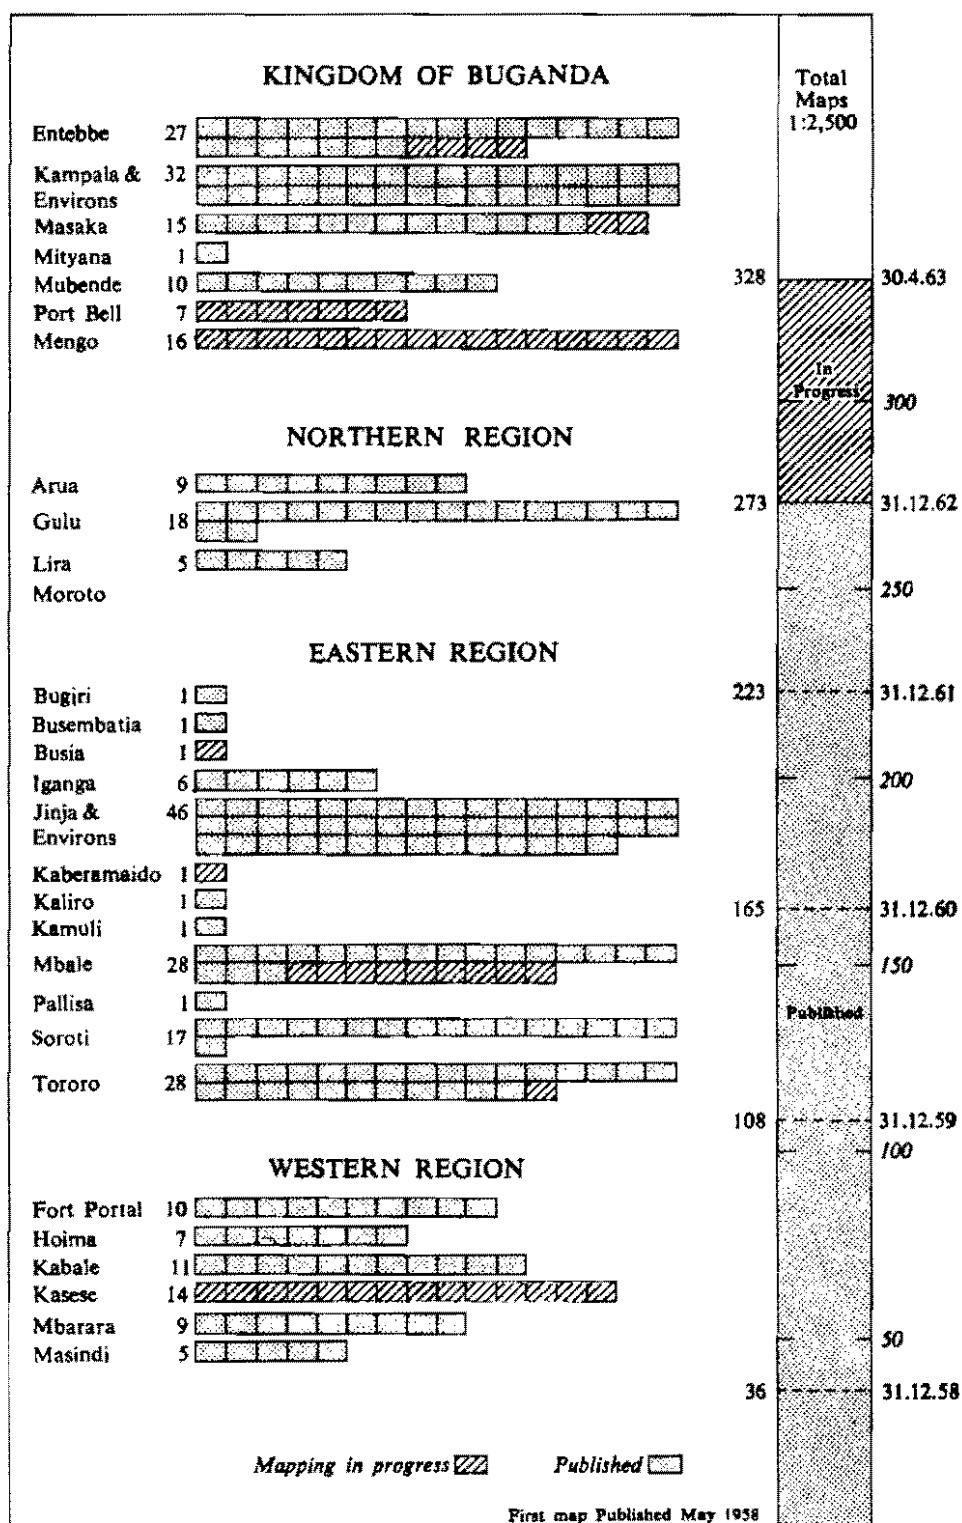 KINGDOM OF BUGANDA
Entebbe 27
Kampala & 32
Environs
Masaka 15
Mityana 1
Mubende 10
Port Bell 7
Mengo 16
NORTHERN REGION
Arua 9
Gulu 18
Lira 5
Moroto
EASTERN REGION
Bugiri 1
Busembatia 1
Busia 1
Iganga 6
Jinja & 46
Environs
Kaberamaido 1
Kaliro 1
Kamuli 1
Mbale 28
Pallisa 1
Soroti 17
Tororo 28
WESTERN REGION
Fort Portal 10
Hoima 7
Kabale 11
Kasese 14
Mbarara 9
Masindi 5
Mapping in progress Published
First map Published May 1958
Total
Maps
1:2,500
328 30.4.63
In
Progress
300
273 31.12.62
250
223 31.12.61
200
165 31.12.60
150
Published
108 31.12.59
100
50
36 31.12.58